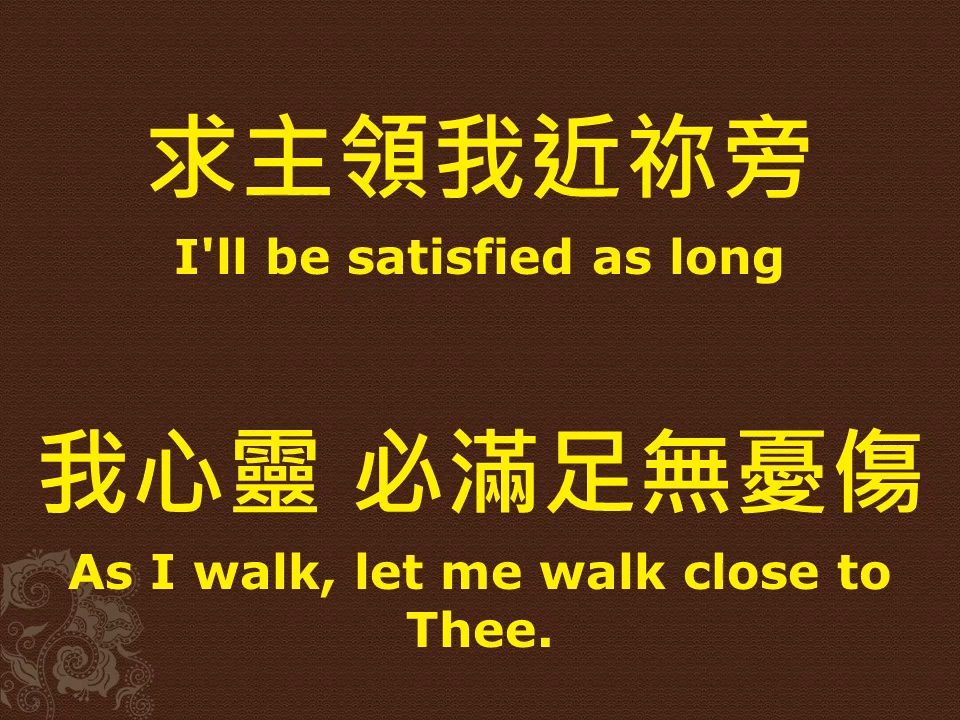 求主領我近祢旁
I'll be satisfied as long
我心靈 必滿足無憂傷
As I walk, let me walk close to
Thee.